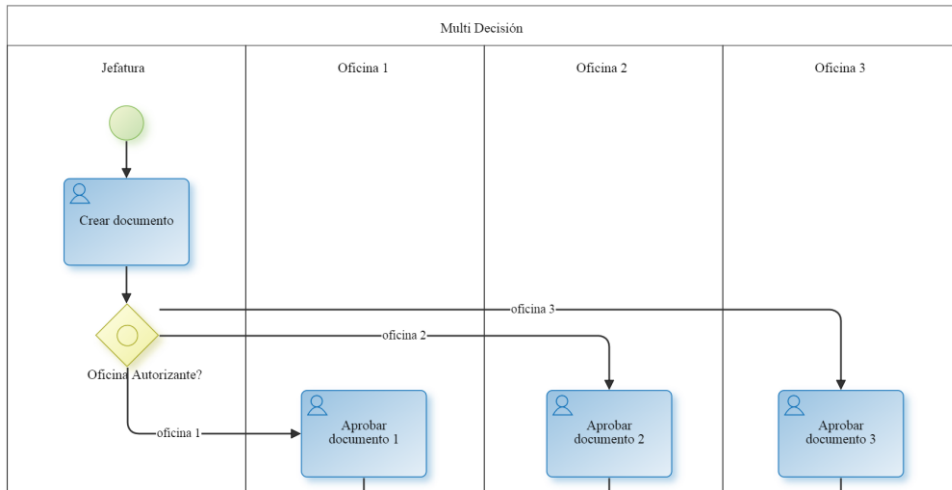 Multi Decisión
Jefatura
Oficina 1
Oficina 2
Oficina 3
Crear documento
oficina 3
oficina 2
Oficina Autorizante?
oficina 1
Aprobar
documento 1
Aprobar
documento 2
Aprobar
documento 3